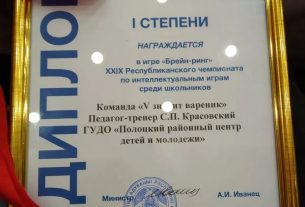 ДИПЛОМ
I СТЕПЕНИ
НАГРАЖДАЕТСЯ
в игре «Брейн-ринг»
XXIX Республиканского чемпионата
по интеллектуальным играм
среди школьников
Команда «V значит вареник»
Педагог-тренер С.П. Красовский
ГУДО «Полоцкий районный центр
детей и молодежи»
Министр А.И. Иванец